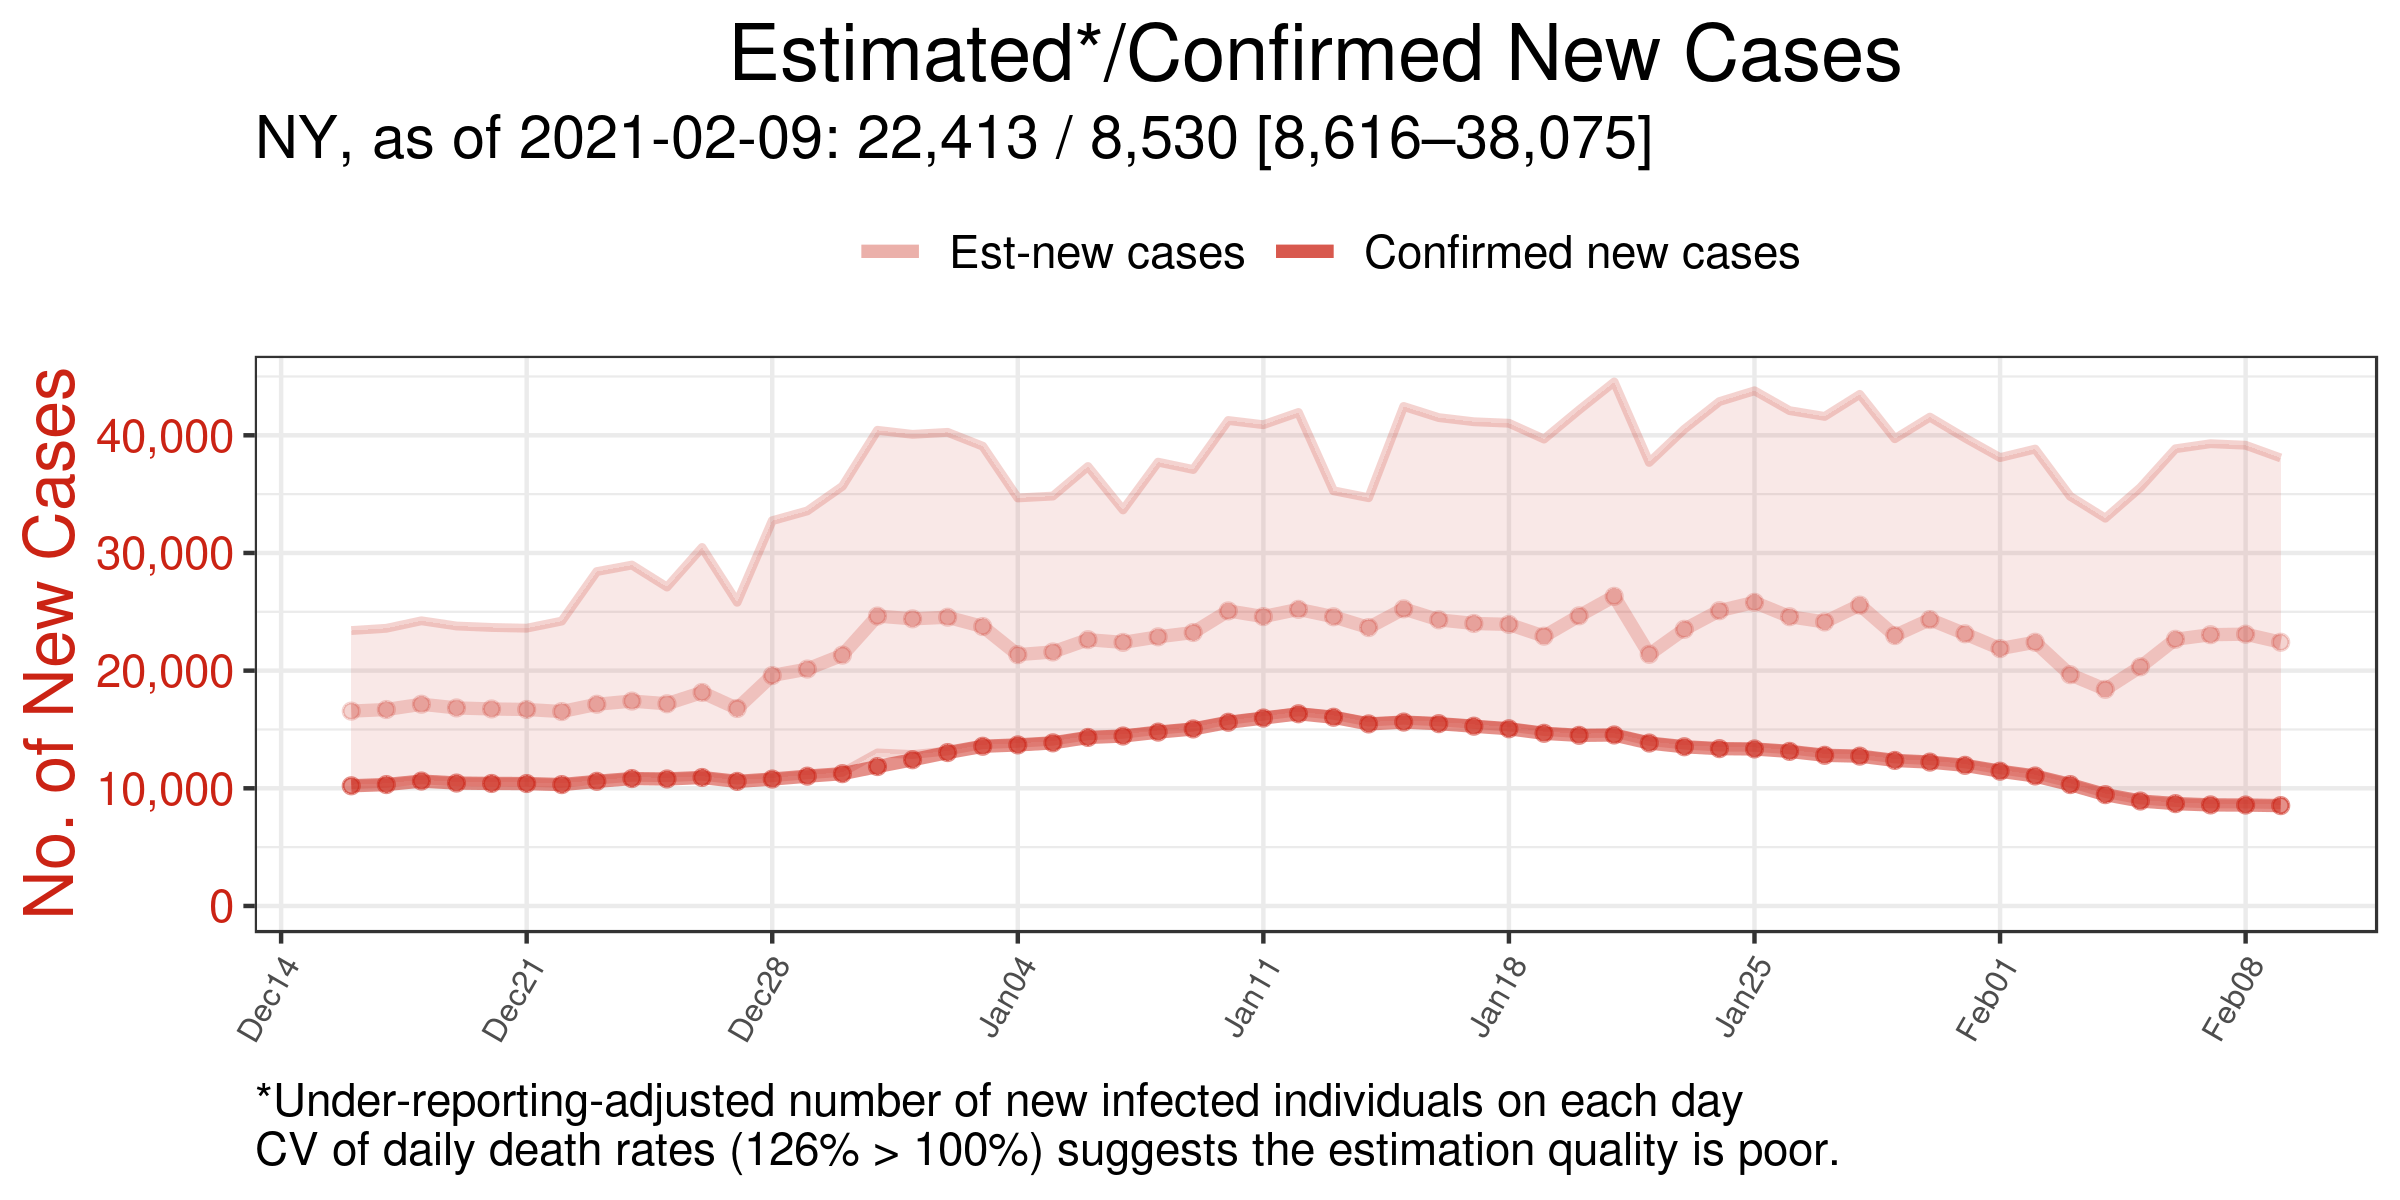 Estimated*/Confirmed New Cases
NY, as of 2021-02-09: 22,413 / 8,530 [8,616–38,075]
Est-new cases Confirmed new cases
No. of New Cases
40,000
30,000
20,000
10,000
0
Dec14 Dec21 Dec28 Jan04 Jan11 Jan18 Jan25 Feb01 Feb08
*Under-reporting-adjusted number of new infected individuals on each day
CV of daily death rates (126% > 100%) suggests the estimation quality is poor.